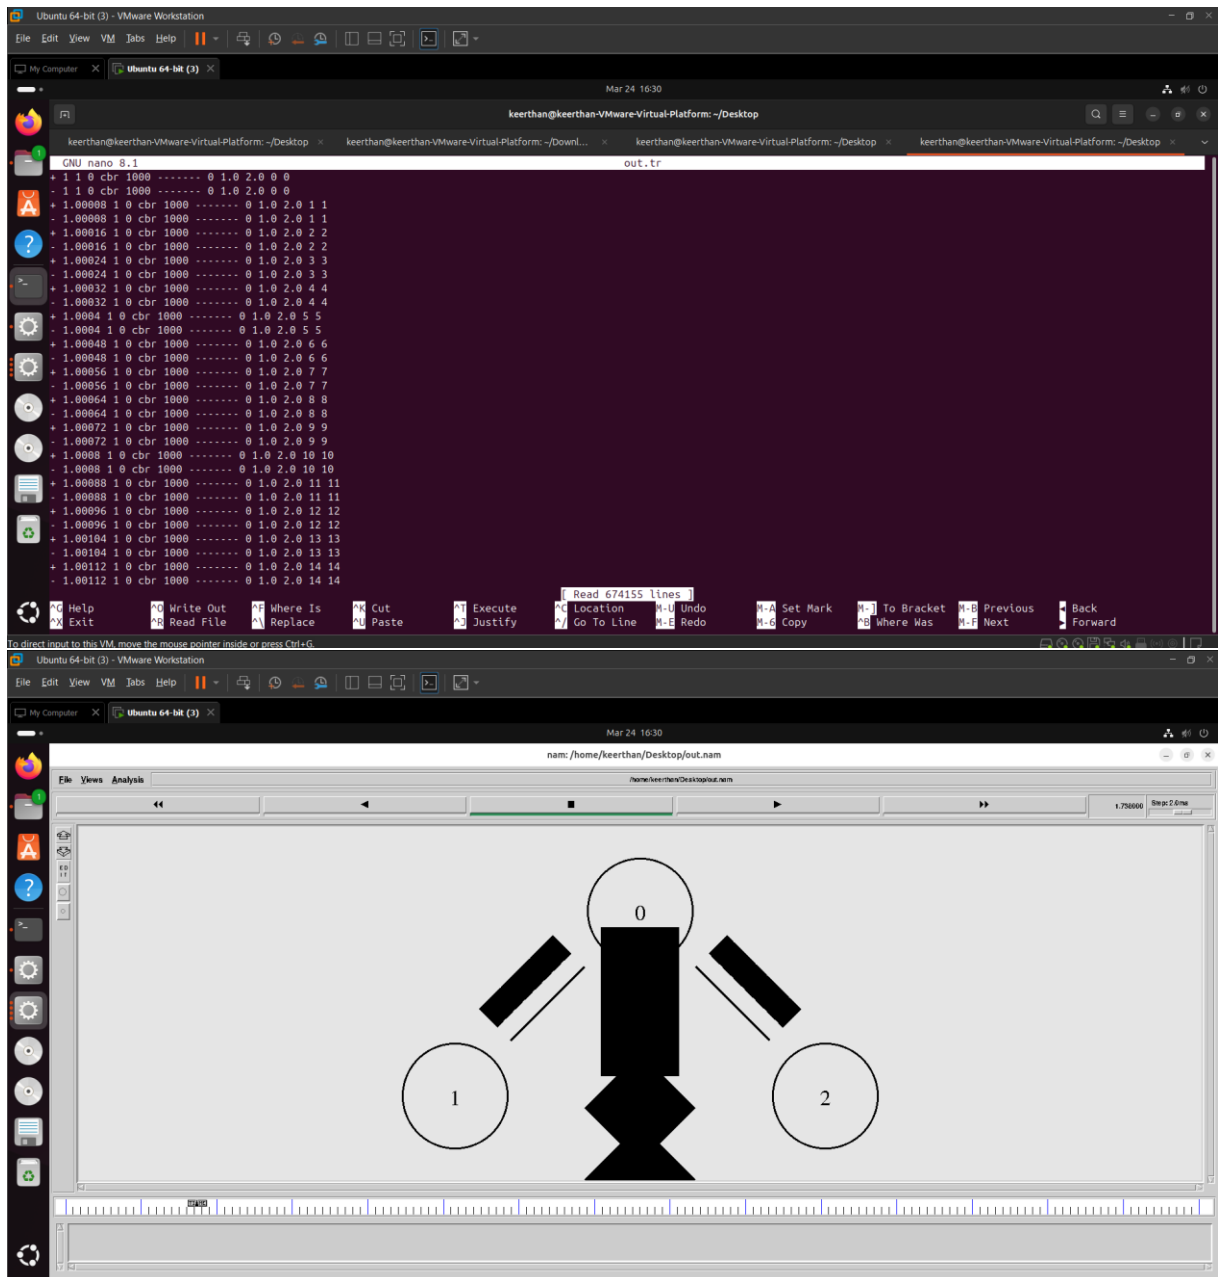 Ubuntu 64-bit (3) - VMware Workstation
File Edit View VM Tabs Help
My Computer Ubuntu 64-bit (3)
Mar 24 16:30
keerthan@keerthan-VMware-Virtual-Platform: ~/Desktop
keerthan@keerthan-VMware-Virtual-Platform: ~/Desktop keerthan@keerthan-VMware-Virtual-Platform: ~/Downl... keerthan@keerthan-VMware-Virtual-Platform: ~/Desktop keerthan@keerthan-VMware-Virtual-Platform: ~/Desktop
GNU nano 8.1 out.tr
+ 1 1 0 cbr 1000 ------- 0 1.0 2.0 0 0
- 1 1 0 cbr 1000 ------- 0 1.0 2.0 0 0
+ 1.00008 1 0 cbr 1000 ------- 0 1.0 2.0 1 1
- 1.00008 1 0 cbr 1000 ------- 0 1.0 2.0 1 1
+ 1.00016 1 0 cbr 1000 ------- 0 1.0 2.0 2 2
- 1.00016 1 0 cbr 1000 ------- 0 1.0 2.0 2 2
+ 1.00024 1 0 cbr 1000 ------- 0 1.0 2.0 3 3
- 1.00024 1 0 cbr 1000 ------- 0 1.0 2.0 3 3
+ 1.00032 1 0 cbr 1000 ------- 0 1.0 2.0 4 4
- 1.00032 1 0 cbr 1000 ------- 0 1.0 2.0 4 4
+ 1.0004 1 0 cbr 1000 ------- 0 1.0 2.0 5 5
- 1.0004 1 0 cbr 1000 ------- 0 1.0 2.0 5 5
+ 1.00048 1 0 cbr 1000 ------- 0 1.0 2.0 6 6
- 1.00048 1 0 cbr 1000 ------- 0 1.0 2.0 6 6
+ 1.00056 1 0 cbr 1000 ------- 0 1.0 2.0 7 7
- 1.00056 1 0 cbr 1000 ------- 0 1.0 2.0 7 7
+ 1.00064 1 0 cbr 1000 ------- 0 1.0 2.0 8 8
- 1.00064 1 0 cbr 1000 ------- 0 1.0 2.0 8 8
+ 1.00072 1 0 cbr 1000 ------- 0 1.0 2.0 9 9
- 1.00072 1 0 cbr 1000 ------- 0 1.0 2.0 9 9
+ 1.0008 1 0 cbr 1000 ------- 0 1.0 2.0 10 10
- 1.0008 1 0 cbr 1000 ------- 0 1.0 2.0 10 10
+ 1.00088 1 0 cbr 1000 ------- 0 1.0 2.0 11 11
- 1.00088 1 0 cbr 1000 ------- 0 1.0 2.0 11 11
+ 1.00096 1 0 cbr 1000 ------- 0 1.0 2.0 12 12
- 1.00096 1 0 cbr 1000 ------- 0 1.0 2.0 12 12
+ 1.00104 1 0 cbr 1000 ------- 0 1.0 2.0 13 13
- 1.00104 1 0 cbr 1000 ------- 0 1.0 2.0 13 13
+ 1.00112 1 0 cbr 1000 ------- 0 1.0 2.0 14 14
- 1.00112 1 0 cbr 1000 ------- 0 1.0 2.0 14 14
[ Read 674155 lines ]
^G Help ^O Write Out ^F Where Is ^K Cut ^T Execute ^C Location M-U Undo M-A Set Mark M-] To Bracket M-B Previous ◀ Back
^X Exit ^R Read File ^\ Replace ^U Paste ^J Justify ^/ Go To Line M-E Redo M-6 Copy ^B Where Was M-F Next ▶ Forward
To direct input to this VM, move the mouse pointer inside or press Ctrl+G.
Ubuntu 64-bit (3) - VMware Workstation
File Edit View VM Tabs Help
My Computer Ubuntu 64-bit (3)
Mar 24 16:30
nam: /home/keerthan/Desktop/out.nam
File Views Analysis /home/keerthan/Desktop/out.nam
1.758000 Step: 2.0ms
EDIT
0
1 2